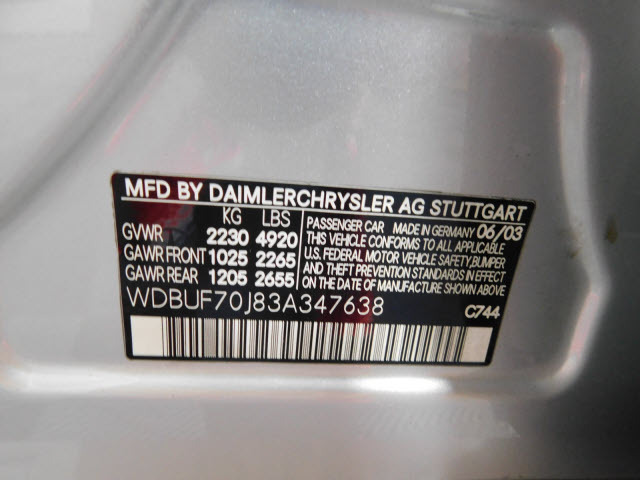 MFD BY DAIMLERCHRYSLER AG STUTTGART
KG LBS
GVWR 2230 4920
GAWR FRONT 1025 2265
GAWR REAR 1205 2655
PASSENGER CAR MADE IN GERMANY 06/03
THIS VEHICLE CONFORMS TO ALL APPLICABLE
U.S. FEDERAL MOTOR VEHICLE SAFETY,BUMPER
AND THEFT PREVENTION STANDARDS IN EFFECT
ON THE DATE OF MANUFACTURE SHOWN ABOVE.
WDBUF70J83A347638
C744